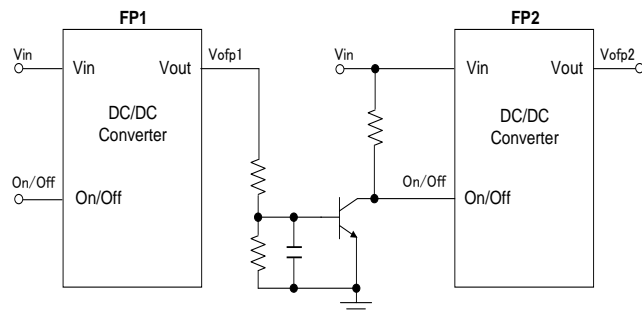 FP1
FP2
Vin
Vin
Vout
Vofp1
DC/DC
Converter
On/Off
On/Off
Vin
Vin
Vout
Vofp2
DC/DC
Converter
On/Off
On/Off